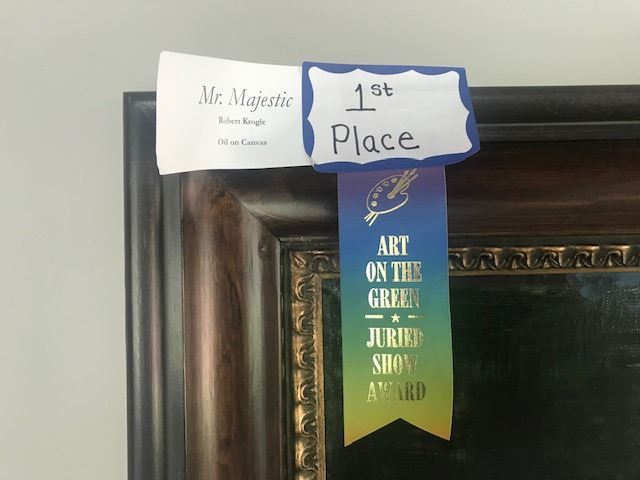 Mr. Majestic
Robert Krogle
Oil on Canvas
1st
Place
ART
ON THE
GREEN
JURIED
SHOW
AWARD